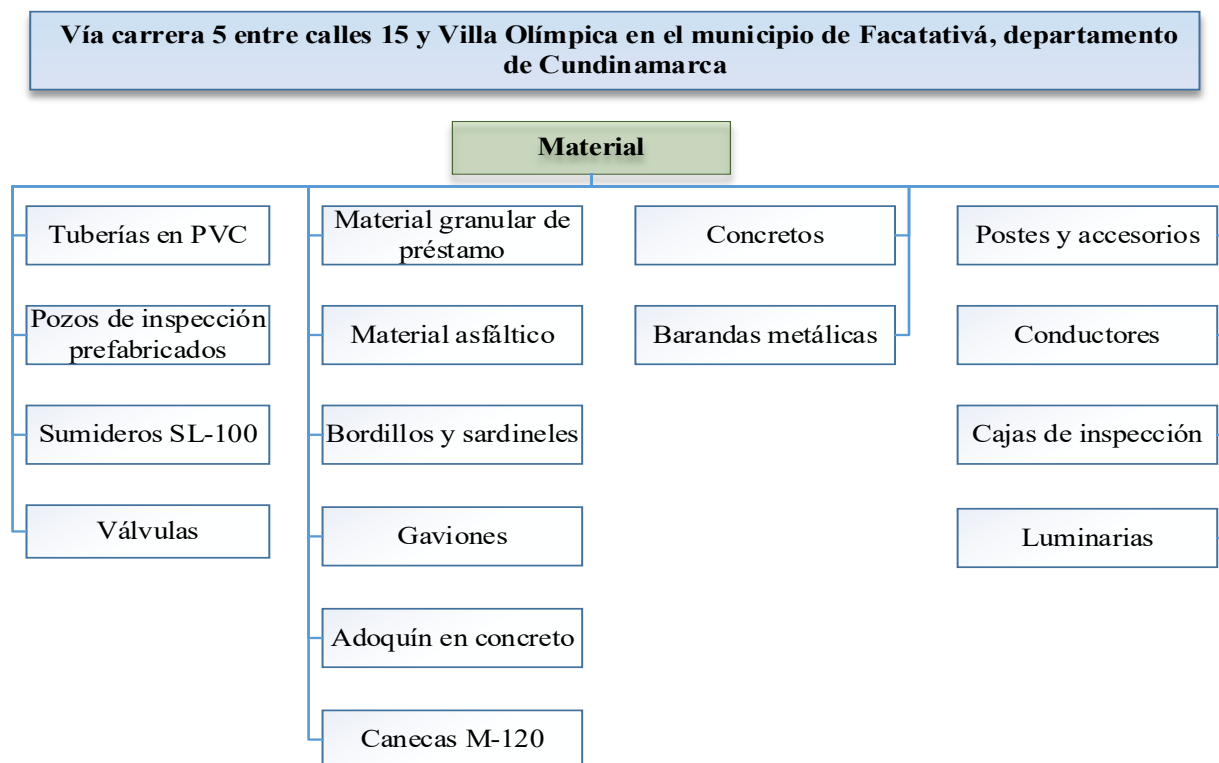 Vía carrera 5 entre calles 15 y Villa Olímpica en el municipio de Facatativá, departamento
de Cundinamarca
Material
Tuberías en PVC
Pozos de inspección
prefabricados
Sumideros SL-100
Válvulas
Material granular de
préstamo
Material asfáltico
Bordillos y sardineles
Gaviones
Adoquín en concreto
Canecas M-120
Concretos
Barandas metálicas
Postes y accesorios
Conductores
Cajas de inspección
Luminarias